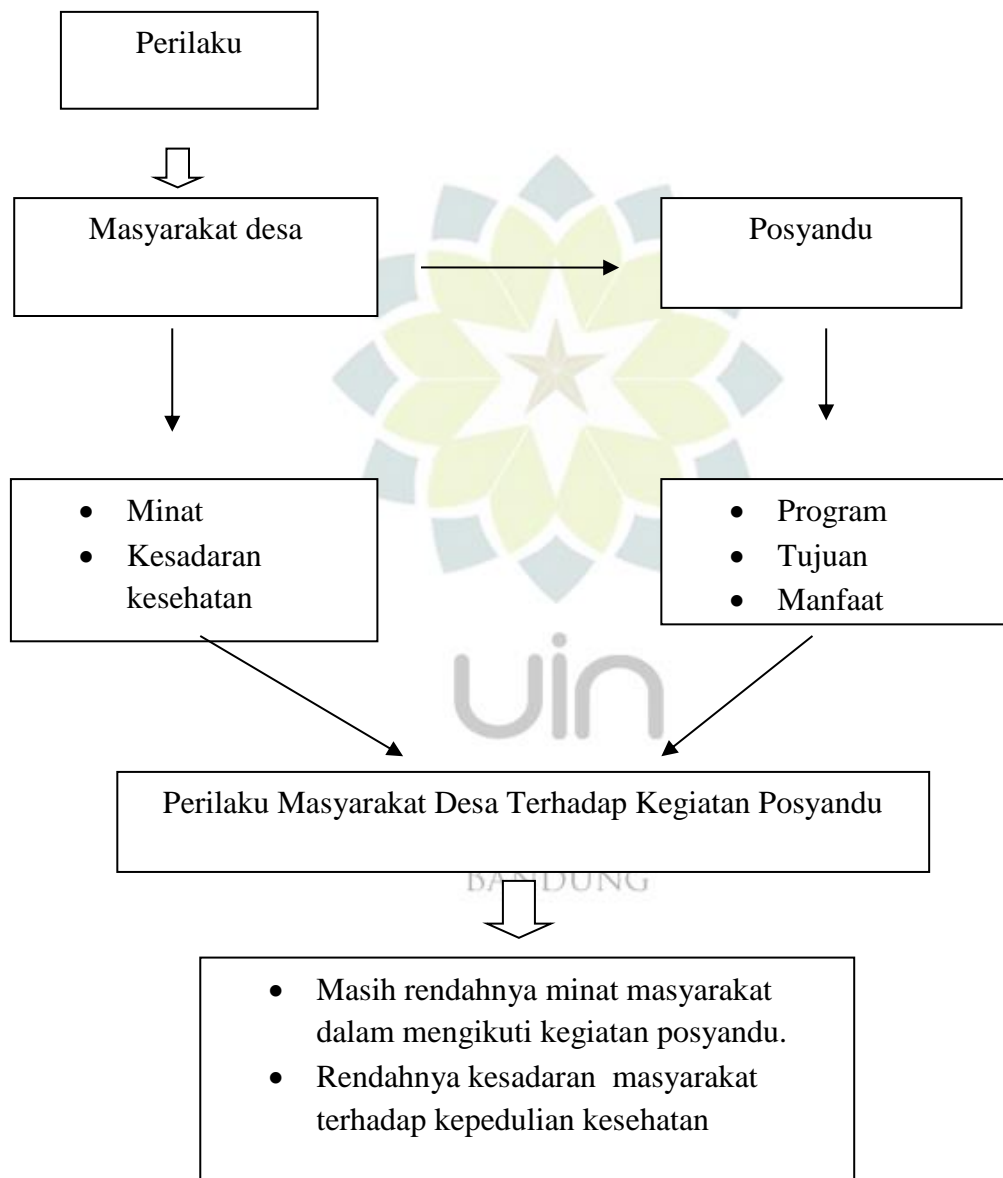 Perilaku
Masyarakat desa
Posyandu
• Minat
• Kesadaran
kesehatan
• Program
• Tujuan
• Manfaat
uin
Perilaku Masyarakat Desa Terhadap Kegiatan Posyandu
BANDUNG
• Masih rendahnya minat masyarakat
dalam mengikuti kegiatan posyandu.
• Rendahnya kesadaran  masyarakat
terhadap kepedulian kesehatan